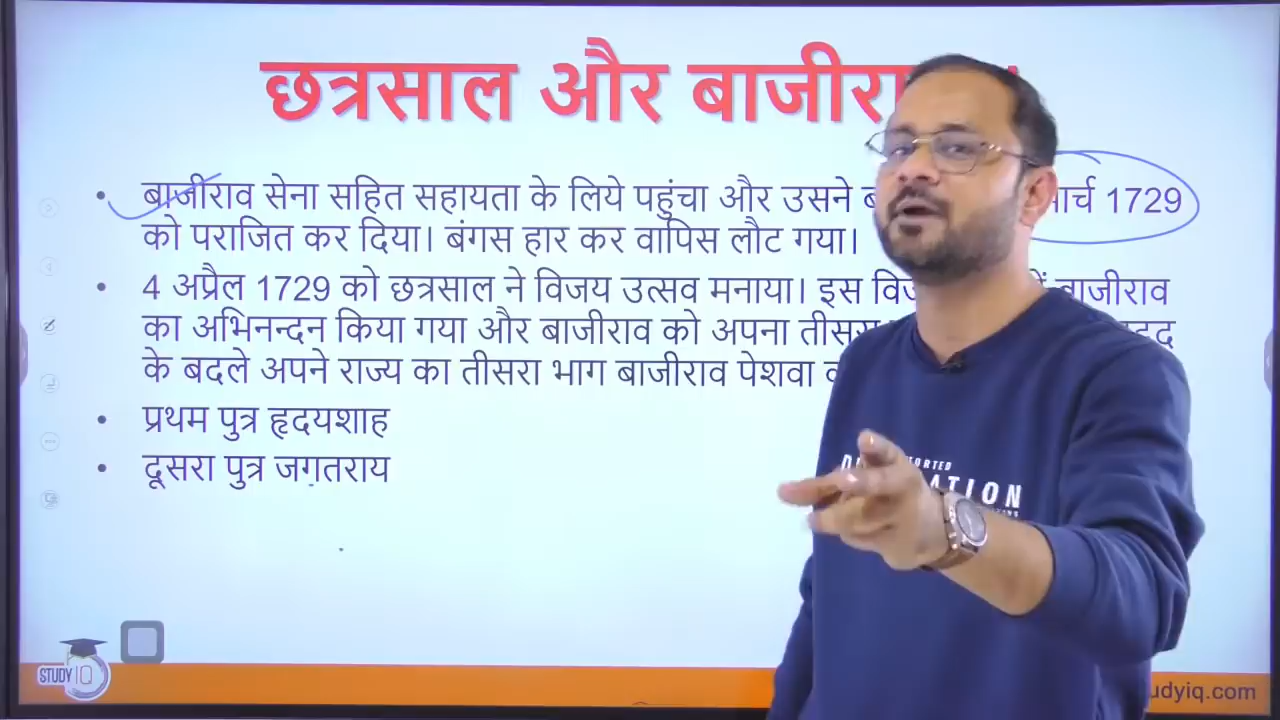 छत्रसाल और बाजीरा
बाजीराव सेना सहित सहायता के लिये पहुंचा और उसने मार्च 1729
को पराजित कर दिया। बंगस हार कर वापिस लौट गया।
4 अप्रैल 1729 को छत्रसाल ने विजय उत्सव मनाया। इस बाजीराव
का अभिनन्दन किया गया और बाजीराव को अपना तीसरा
के बदले अपने राज्य का तीसरा भाग बाजीराव पेशवा
प्रथम पुत्र हृदयशाह
दूसरा पुत्र जगतराय
STUDY IQ
udyiq.com